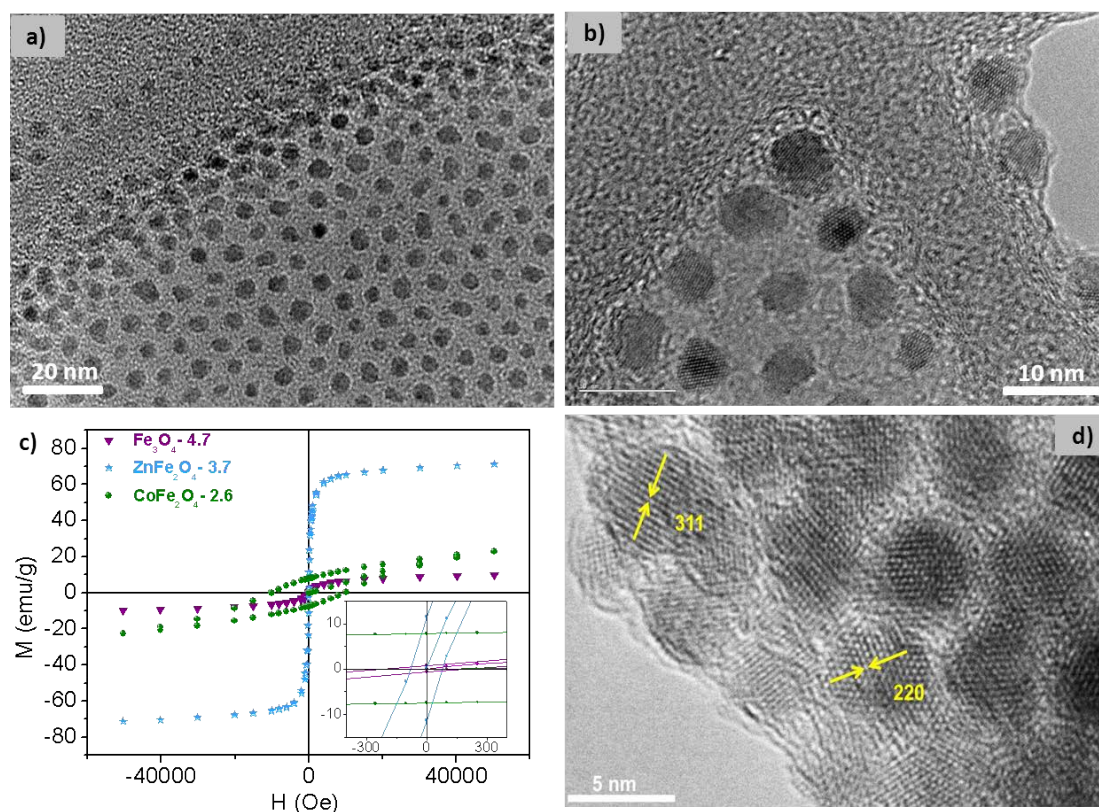 a)
20 nm
b)
10 nm
c)
Fe3O4 - 4.7
ZnFe2O4 - 3.7
CoFe2O4 - 2.6
M (emu/g)
80
60
40
20
0
-20
-40
-60
-80
10
0
-10
-300 0 300
-40000 0 40000
H (Oe)
d)
311
220
5 nm